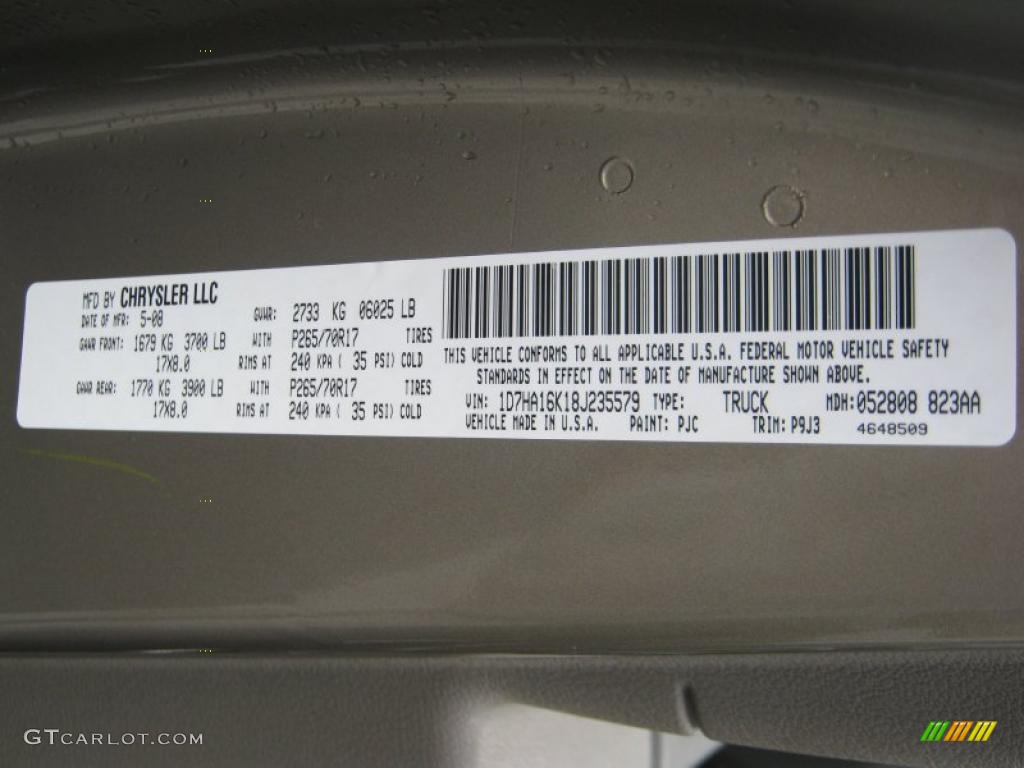 MFD BY CHRYSLER LLC
DATE OF MFR: 5-08 GVWR: 2733 KG 06025 LB
GAWR FRONT: 1679 KG 3700 LB WITH P265/70R17 TIRES
17X8.0 RIMS AT 240 KPA ( 35 PSI) COLD
GAWR REAR: 1770 KG 3900 LB WITH P265/70R17 TIRES
17X8.0 RIMS AT 240 KPA ( 35 PSI) COLD
THIS VEHICLE CONFORMS TO ALL APPLICABLE U.S.A. FEDERAL MOTOR VEHICLE SAFETY
STANDARDS IN EFFECT ON THE DATE OF MANUFACTURE SHOWN ABOVE.
VIN: 1D7HA16K18J235579 TYPE: TRUCK MDH: 052808 823AA
VEHICLE MADE IN U.S.A. PAINT: PJC TRIM: P9J3 4648509
GTCARLOT.COM